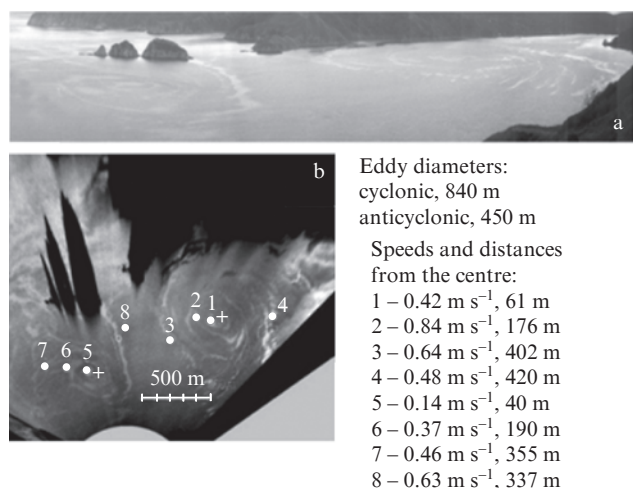 a
b
Eddy diameters:
cyclonic, 840 m
anticyclonic, 450 m
Speeds and distances
from the centre:
1 – 0.42 m s⁻¹, 61 m
2 – 0.84 m s⁻¹, 176 m
3 – 0.64 m s⁻¹, 402 m
4 – 0.48 m s⁻¹, 420 m
5 – 0.14 m s⁻¹, 40 m
6 – 0.37 m s⁻¹, 190 m
7 – 0.46 m s⁻¹, 355 m
8 – 0.63 m s⁻¹, 337 m
2 1 4
8 3
7 6 5
500 m